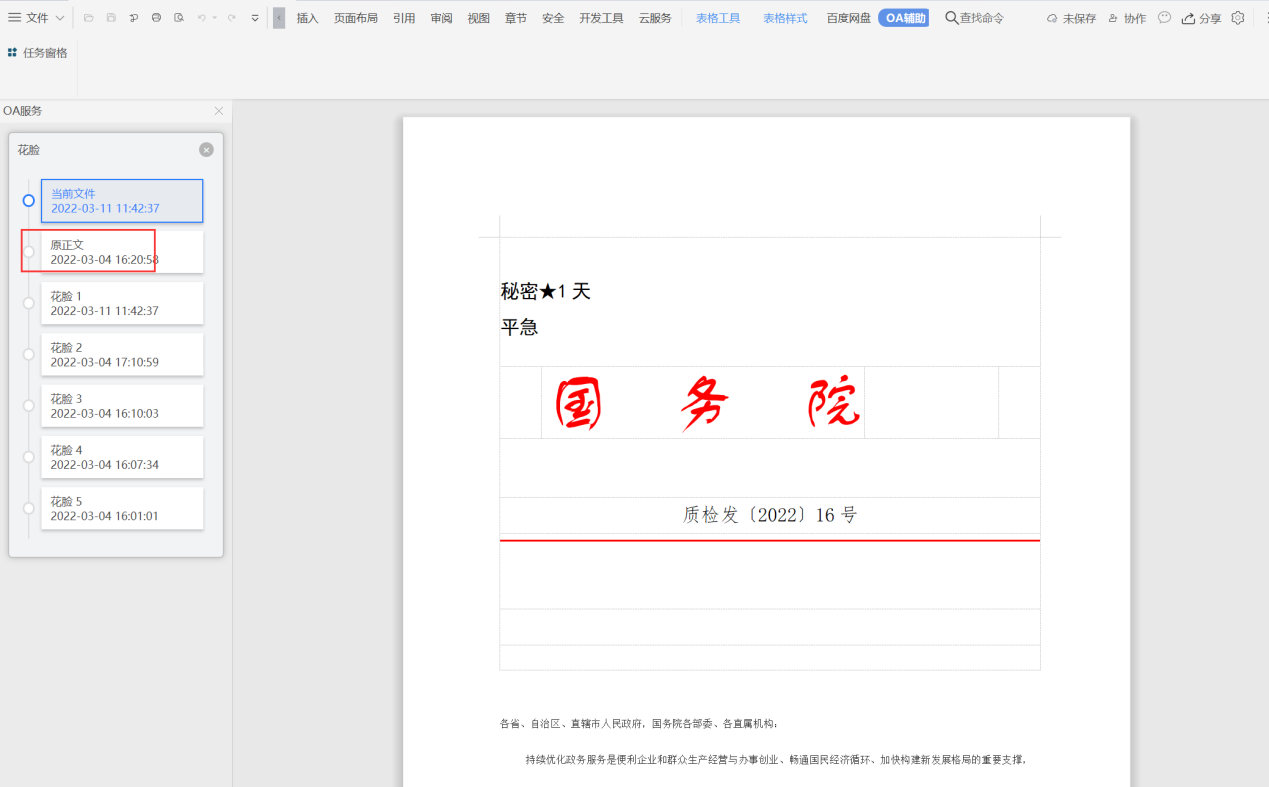 文件 插入 页面布局 引用 审阅 视图 章节 安全 开发工具 云服务 表格工具 表格样式 百度网盘 OA辅助 查找命令 未保存 协作 分享
任务窗格
OA服务
花脸
当前文件
2022-03-11 11:42:37
原正文
2022-03-04 16:20:58
花脸 1
2022-03-11 11:42:37
花脸 2
2022-03-04 17:10:59
花脸 3
2022-03-04 16:10:03
花脸 4
2022-03-04 16:07:34
花脸 5
2022-03-04 16:01:01
秘密★1 天
平急
国 务 院
质检发〔2022〕16 号
各省、自治区、直辖市人民政府，国务院各部委、各直属机构：
持续优化政务服务是便利企业和群众生产经营与办事创业、畅通国民经济循环、加快构建新发展格局的重要支撑，